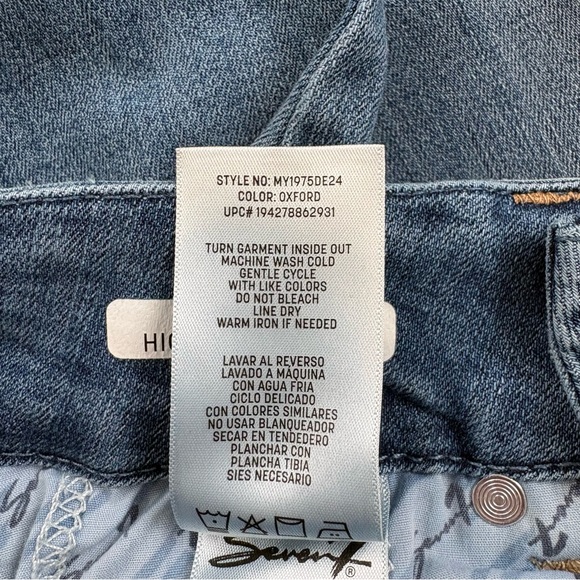 STYLE NO: MY1975DE24
COLOR: OXFORD
UPC# 194278862931
TURN GARMENT INSIDE OUT
MACHINE WASH COLD
GENTLE CYCLE
WITH LIKE COLORS
DO NOT BLEACH
LINE DRY
WARM IRON IF NEEDED
HIG
LAVAR AL REVERSO
LAVADO A MAQUINA
CON AGUA FRIA
CICLO DELICADO
CON COLORES SIMILARES
NO USAR BLANQUEADOR
SECAR EN TENDEDERO
PLANCHAR CON
PLANCHA TIBIA
SIES NECESARIO
Seven7®